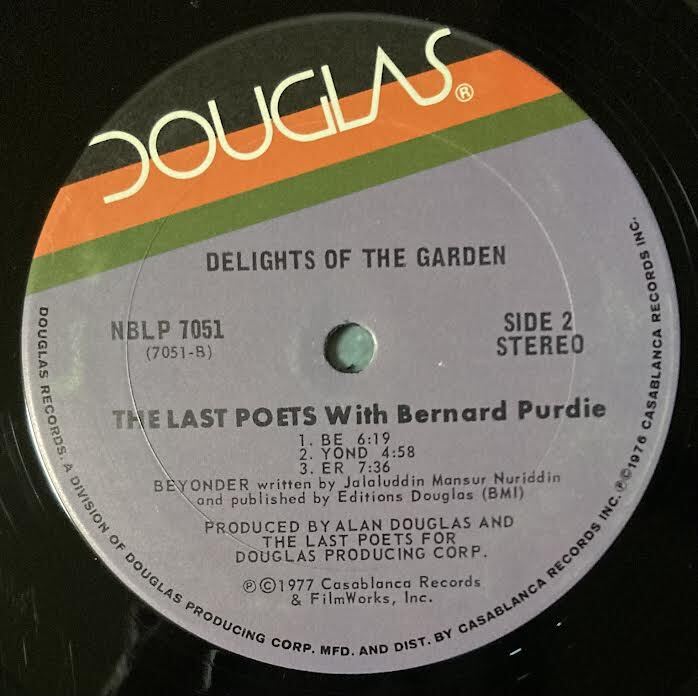 DOUGLAS®
DELIGHTS OF THE GARDEN
NBLP 7051
(7051-B)
SIDE 2
STEREO
THE LAST POETS With Bernard Purdie
1. BE 6:19
2. YOND 4:58
3. ER 7:36
BEYONDER written by Jalaluddin Mansur Nuriddin
and published by Editions Douglas (BMI)
PRODUCED BY ALAN DOUGLAS AND
THE LAST POETS FOR
DOUGLAS PRODUCING CORP.
℗©1977 Casablanca Records
& FilmWorks, Inc.
DOUGLAS RECORDS. A DIVISION OF DOUGLAS PRODUCING CORP. MFD. AND DIST. BY CASABLANCA RECORDS INC. ℗©1976 CASABLANCA RECORDS INC.